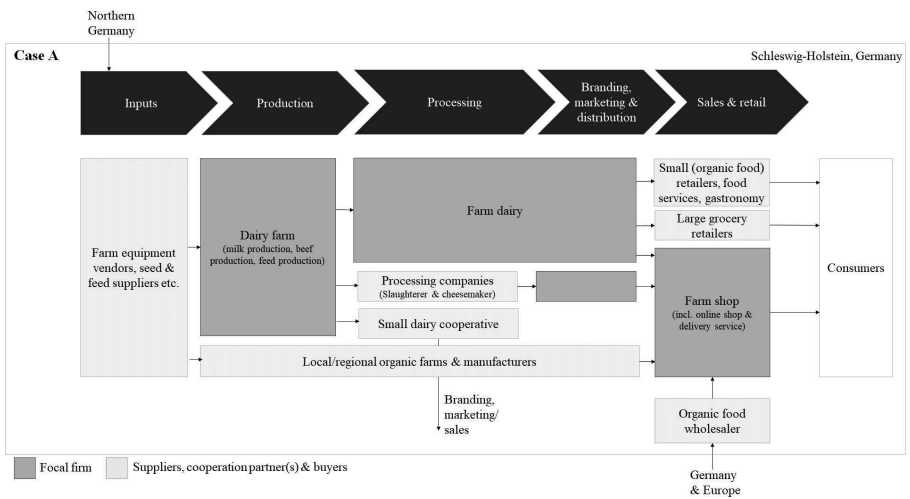 Northern
Germany
Case A
Schleswig-Holstein, Germany
Inputs
Production
Processing
Branding,
marketing &
distribution
Sales & retail
Farm equipment
vendors, seed &
feed suppliers etc.
Dairy farm
(milk production, beef
production, feed production)
Farm dairy
Processing companies
(Slaughterer & cheesemaker)
Small dairy cooperative
Local/regional organic farms & manufacturers
Small (organic food)
retailers, food
services, gastronomy
Large grocery
retailers
Farm shop
(incl. online shop &
delivery service)
Consumers
Branding,
marketing/
sales
Organic food
wholesaler
Focal firm
Suppliers, cooperation partner(s) & buyers
Germany
& Europe